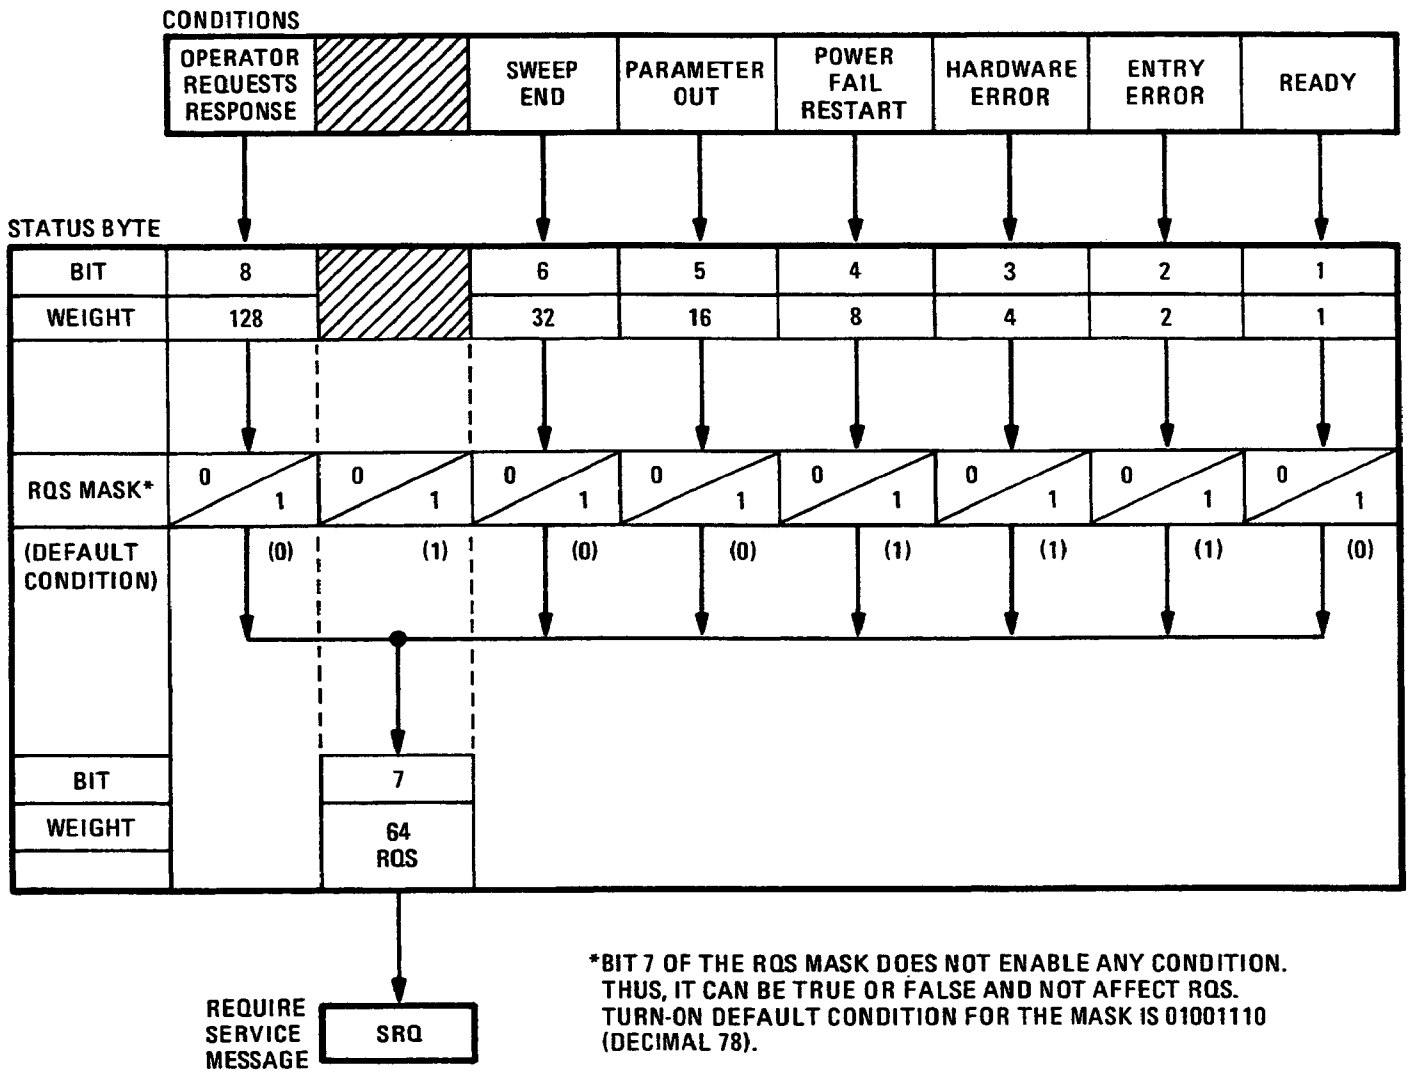 CONDITIONS
OPERATOR REQUESTS RESPONSE
SWEEP END
PARAMETER OUT
POWER FAIL RESTART
HARDWARE ERROR
ENTRY ERROR
READY
STATUS BYTE
BIT 8 6 5 4 3 2 1
WEIGHT 128 32 16 8 4 2 1
RQS MASK* 0 1 0 1 0 1 0 1 0 1 0 1 0 1 0 1
(DEFAULT CONDITION) (0) (1) (0) (0) (1) (1) (1) (0)
BIT 7
WEIGHT 64
RQS
REQUIRE
SERVICE
MESSAGE
SRQ
*BIT 7 OF THE RQS MASK DOES NOT ENABLE ANY CONDITION.
THUS, IT CAN BE TRUE OR FALSE AND NOT AFFECT RQS.
TURN-ON DEFAULT CONDITION FOR THE MASK IS 01001110
(DECIMAL 78).